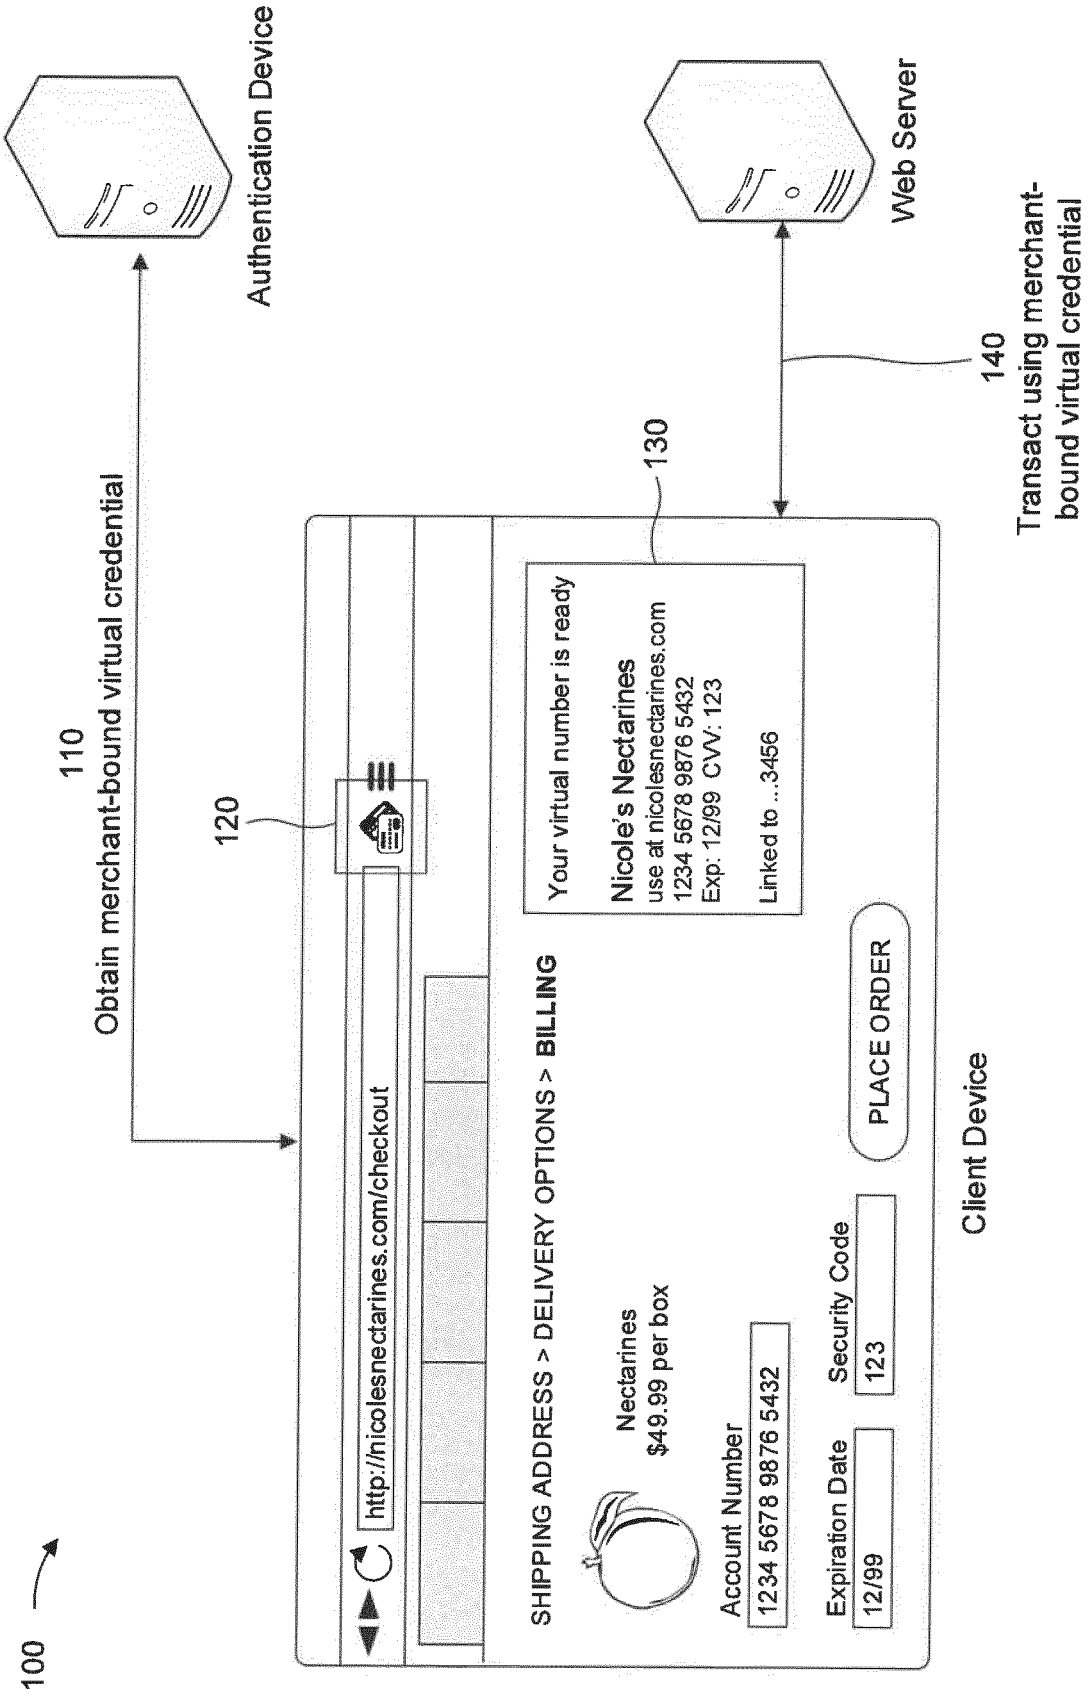 100
110
Obtain merchant-bound virtual credential
Authentication Device
120
http://nicolesnectarines.com/checkout
SHIPPING ADDRESS > DELIVERY OPTIONS > BILLING
Nectarines
$49.99 per box
Account Number
1234 5678 9876 5432
Expiration Date
12/99
Security Code
123
PLACE ORDER
130
Your virtual number is ready
Nicole's Nectarines
use at nicolesnectarines.com
1234 5678 9876 5432
Exp: 12/99 CVV: 123
Linked to ...3456
Client Device
Web Server
140
Transact using merchant-
bound virtual credential